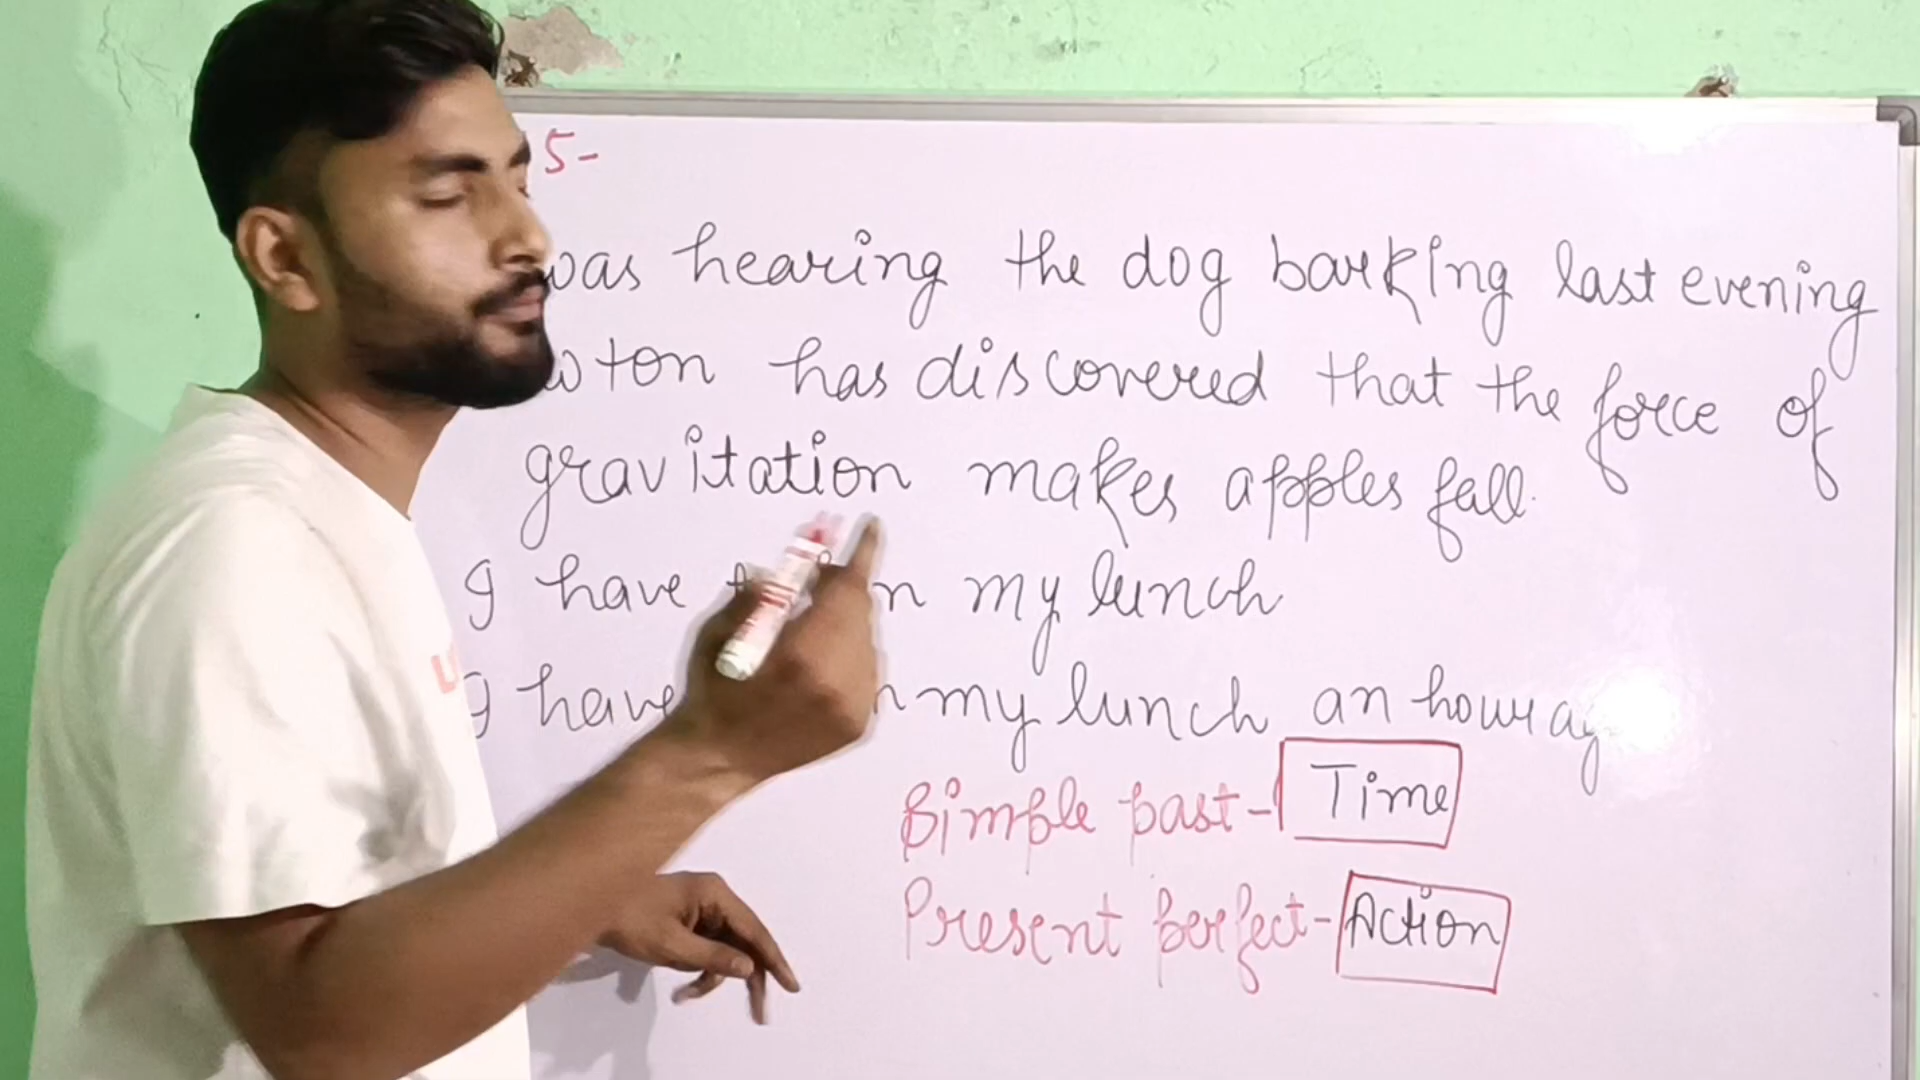 5-
was hearing the dog barking last evening
has discovered that the force of
gravitation makes apples fall.
I have my lunch
I have my lunch an hour
Simple past - Time
Present perfect - Action